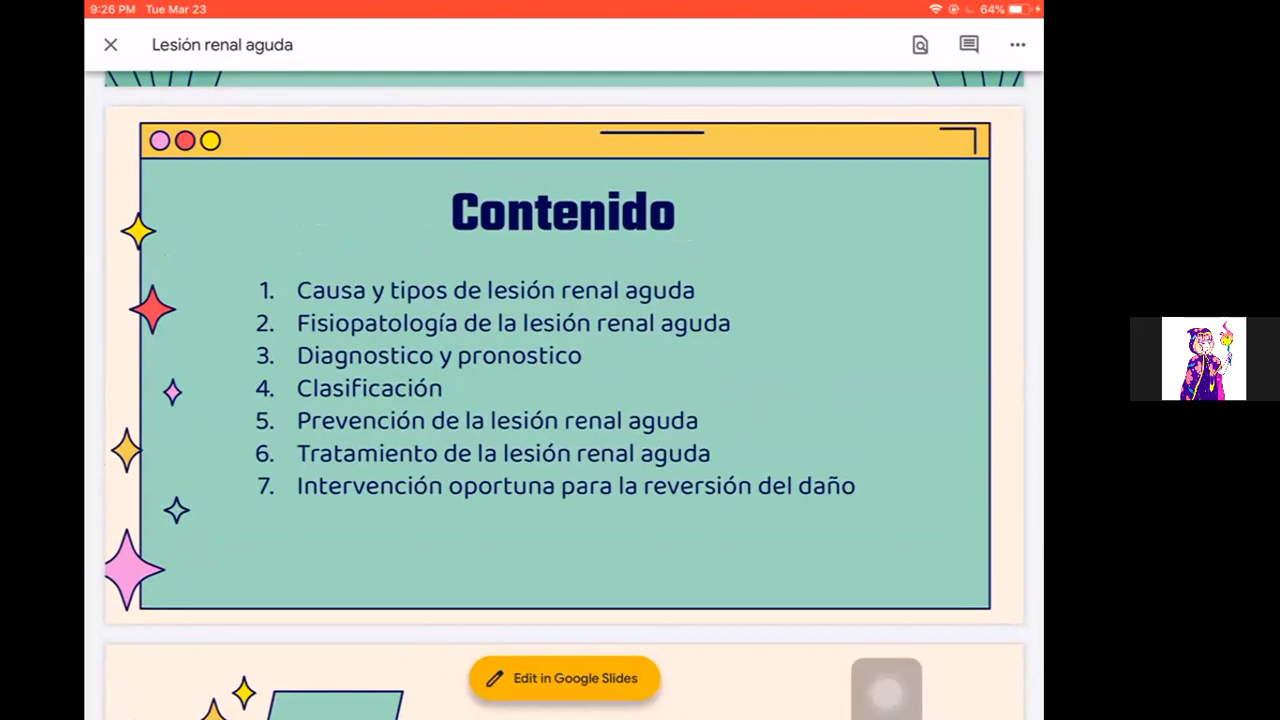 9:26 PM Tue Mar 23
64%
Lesión renal aguda
Contenido
1. Causa y tipos de lesión renal aguda
2. Fisiopatología de la lesión renal aguda
3. Diagnostico y pronostico
4. Clasificación
5. Prevención de la lesión renal aguda
6. Tratamiento de la lesión renal aguda
7. Intervención oportuna para la reversión del daño
Edit in Google Slides